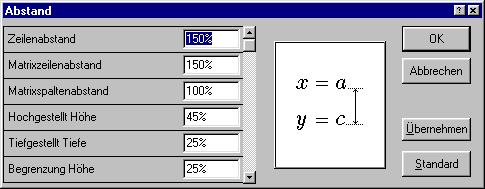 Abstand
Zeilenabstand 150%
Matrixzeilenabstand 150%
Matrixspaltenabstand 100%
Hochgestellt Höhe 45%
Tiefgestellt Tiefe 25%
Begrenzung Höhe 25%
x = a
y = c
OK
Abbrechen
Übernehmen
Standard